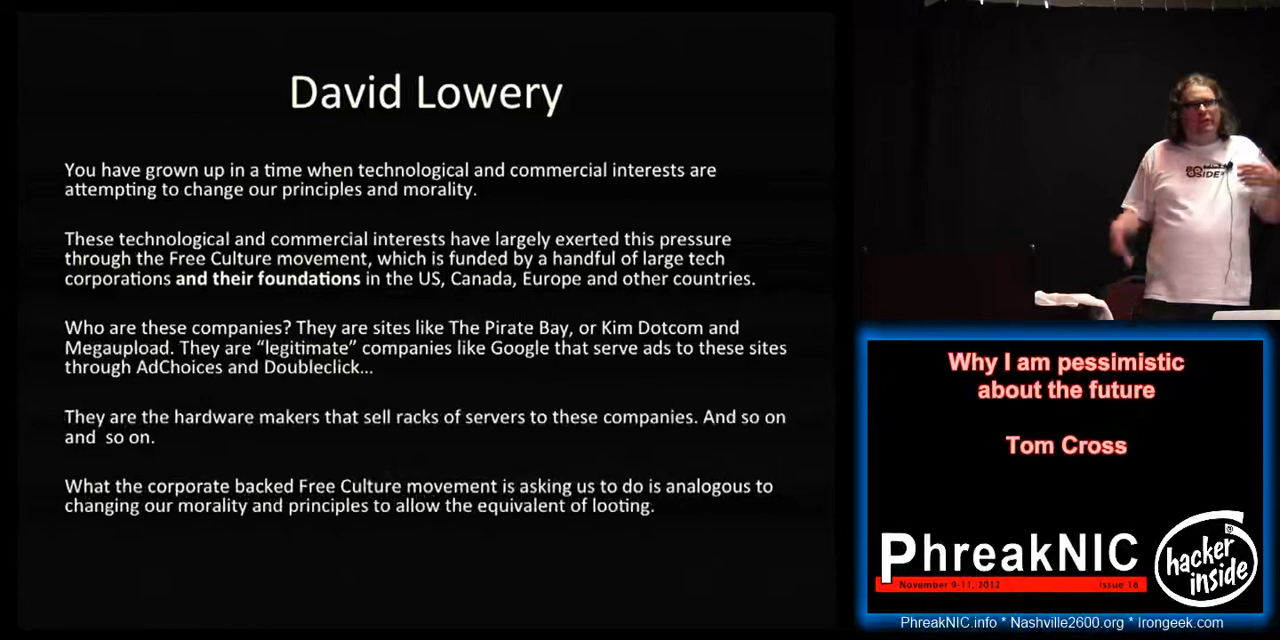 David Lowery
You have grown up in a time when technological and commercial interests are
attempting to change our principles and morality.
These technological and commercial interests have largely exerted this pressure
through the Free Culture movement, which is funded by a handful of large tech
corporations and their foundations in the US, Canada, Europe and other countries.
Who are these companies? They are sites like The Pirate Bay, or Kim Dotcom and
Megaupload. They are “legitimate” companies like Google that serve ads to these sites
through AdChoices and Doubleclick...
They are the hardware makers that sell racks of servers to these companies. And so on
and  so on.
What the corporate backed Free Culture movement is asking us to do is analogous to
changing our morality and principles to allow the equivalent of looting.
Why I am pessimistic
about the future
Tom Cross
PhreakNIC
November 9-11, 2012 Issue 16
hacker
inside
PhreakNIC.info * Nashville2600.org * Irongeek.com